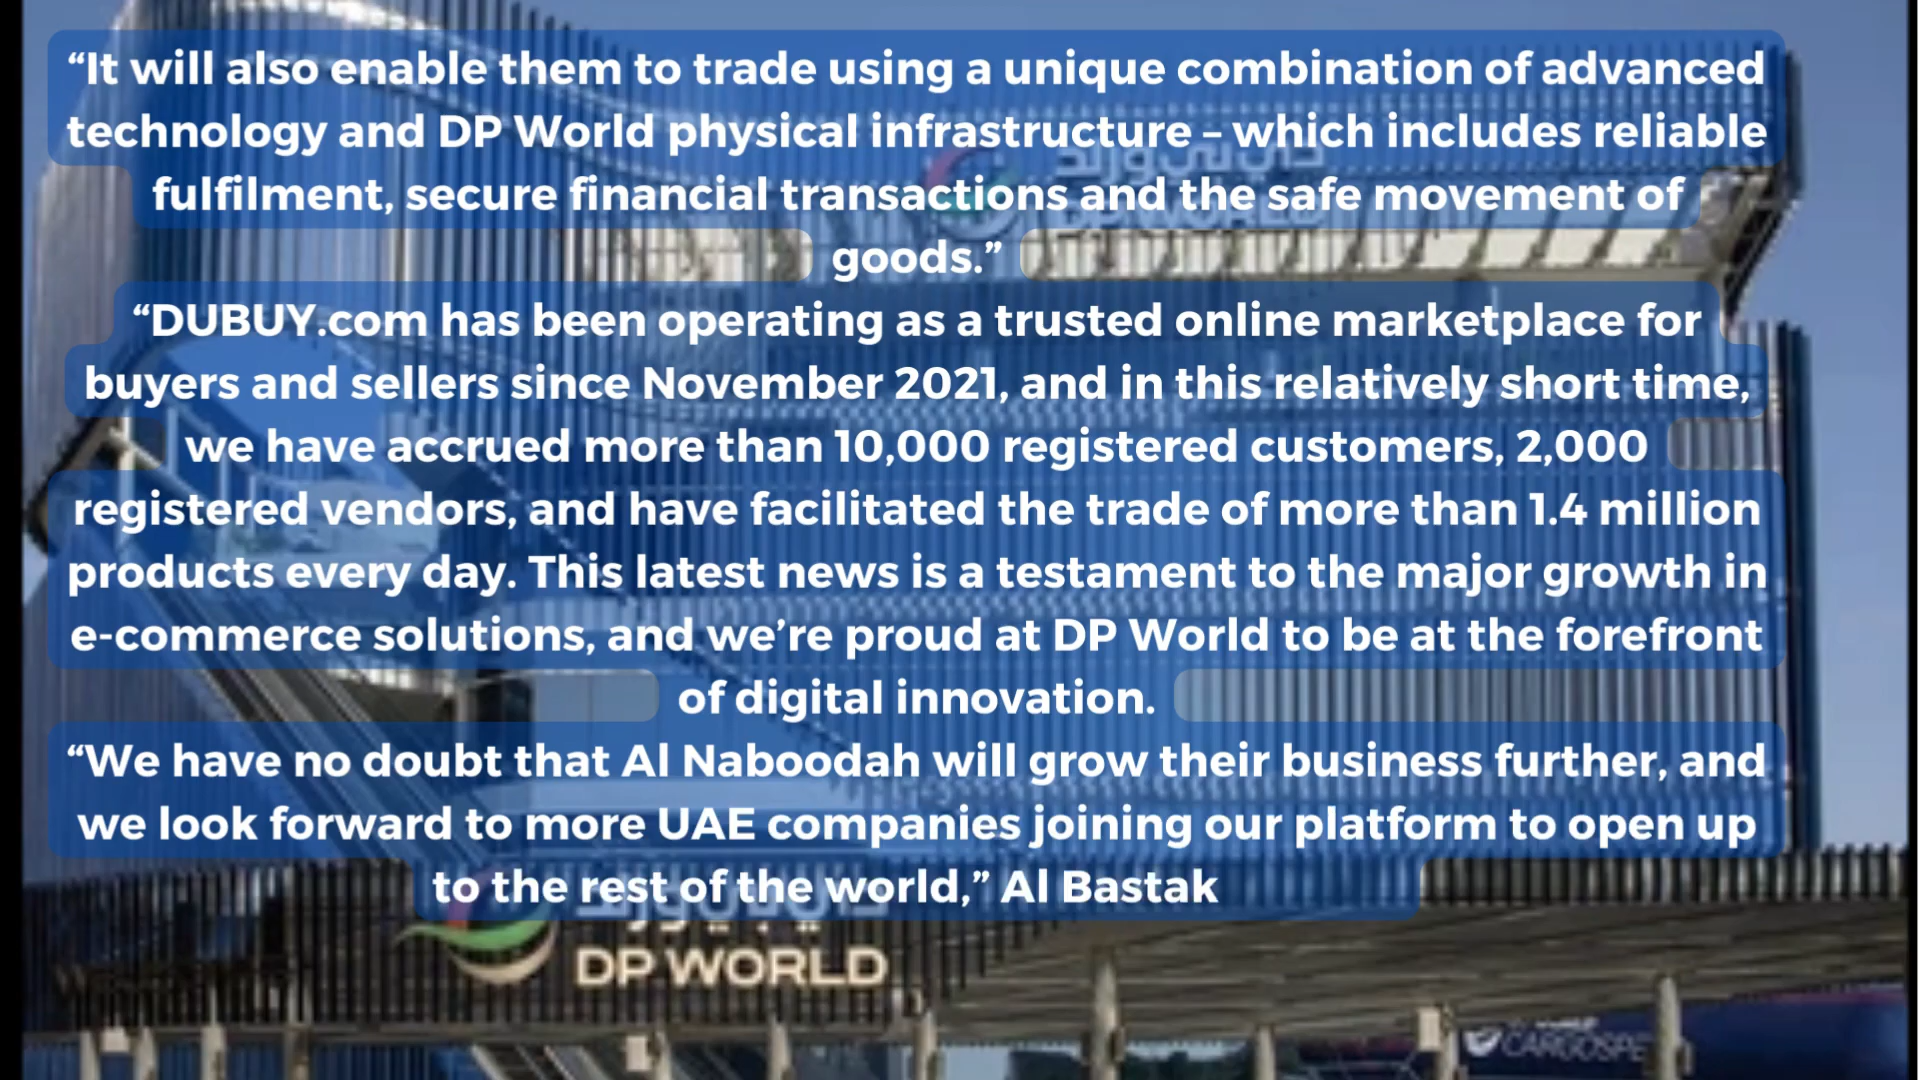 “It will also enable them to trade using a unique combination of advanced
technology and DP World physical infrastructure – which includes reliable
fulfilment, secure financial transactions and the safe movement of
goods.”
“DUBUY.com has been operating as a trusted online marketplace for
buyers and sellers since November 2021, and in this relatively short time,
we have accrued more than 10,000 registered customers, 2,000
registered vendors, and have facilitated the trade of more than 1.4 million
products every day. This latest news is a testament to the major growth in
e-commerce solutions, and we’re proud at DP World to be at the forefront
of digital innovation.
“We have no doubt that Al Naboodah will grow their business further, and
we look forward to more UAE companies joining our platform to open up
to the rest of the world,” Al Bastak
DP WORLD
DP WORLD